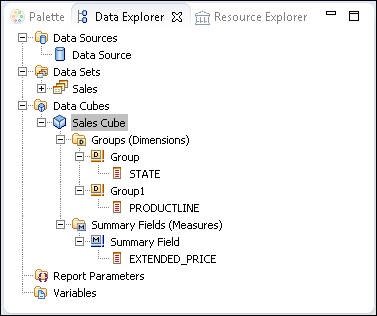 Palette Data Explorer Resource Explorer
Data Sources
Data Source
Data Sets
Sales
Data Cubes
Sales Cube
Groups (Dimensions)
Group
STATE
Group1
PRODUCTLINE
Summary Fields (Measures)
Summary Field
EXTENDED_PRICE
Report Parameters
Variables